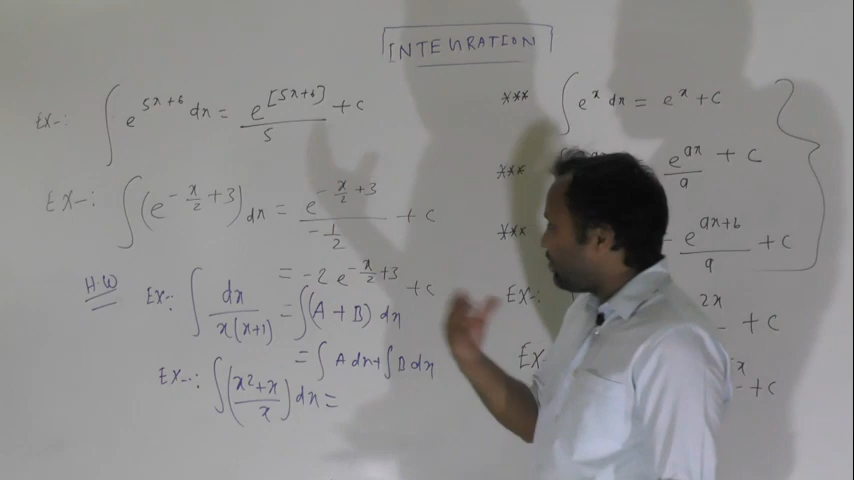 INTEGRATION
EX-: ∫ e^{5x+6} dx = e^{[5x+6]}/5 + C
EX-: ∫(e^{-x/2+3}) dx = e^{-x/2+3}/(-1/2) + C
= -2 e^{-x/2+3} + C
H.W EX-: ∫ dx/x(x+1) = ∫(A + B) dx
= ∫ A dx + ∫ B dx
EX-: ∫(x²+x/x) dx =
*** ∫ e^x dx = e^x + C
*** e^{ax}/a + C
*** e^{ax+b}/a + C
EX-: 2x + C
EX x + C